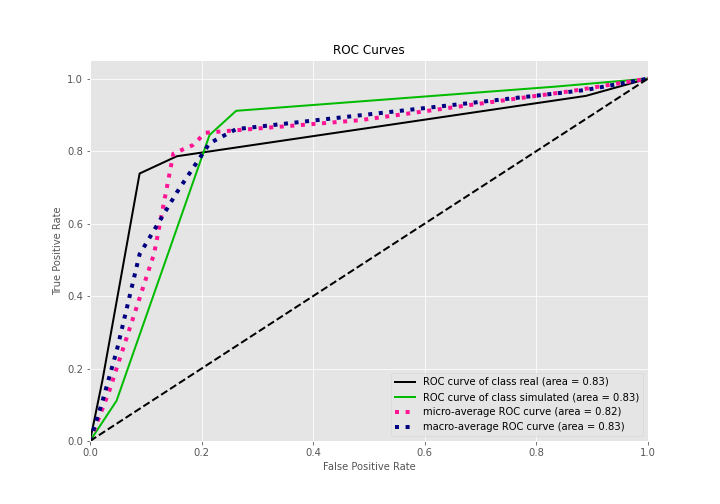 ROC Curves
True Positive Rate
1.0
0.8
0.6
0.4
0.2
0.0
0.0 0.2 0.4 0.6 0.8 1.0
False Positive Rate
ROC curve of class real (area = 0.83)
ROC curve of class simulated (area = 0.83)
micro-average ROC curve (area = 0.82)
macro-average ROC curve (area = 0.83)